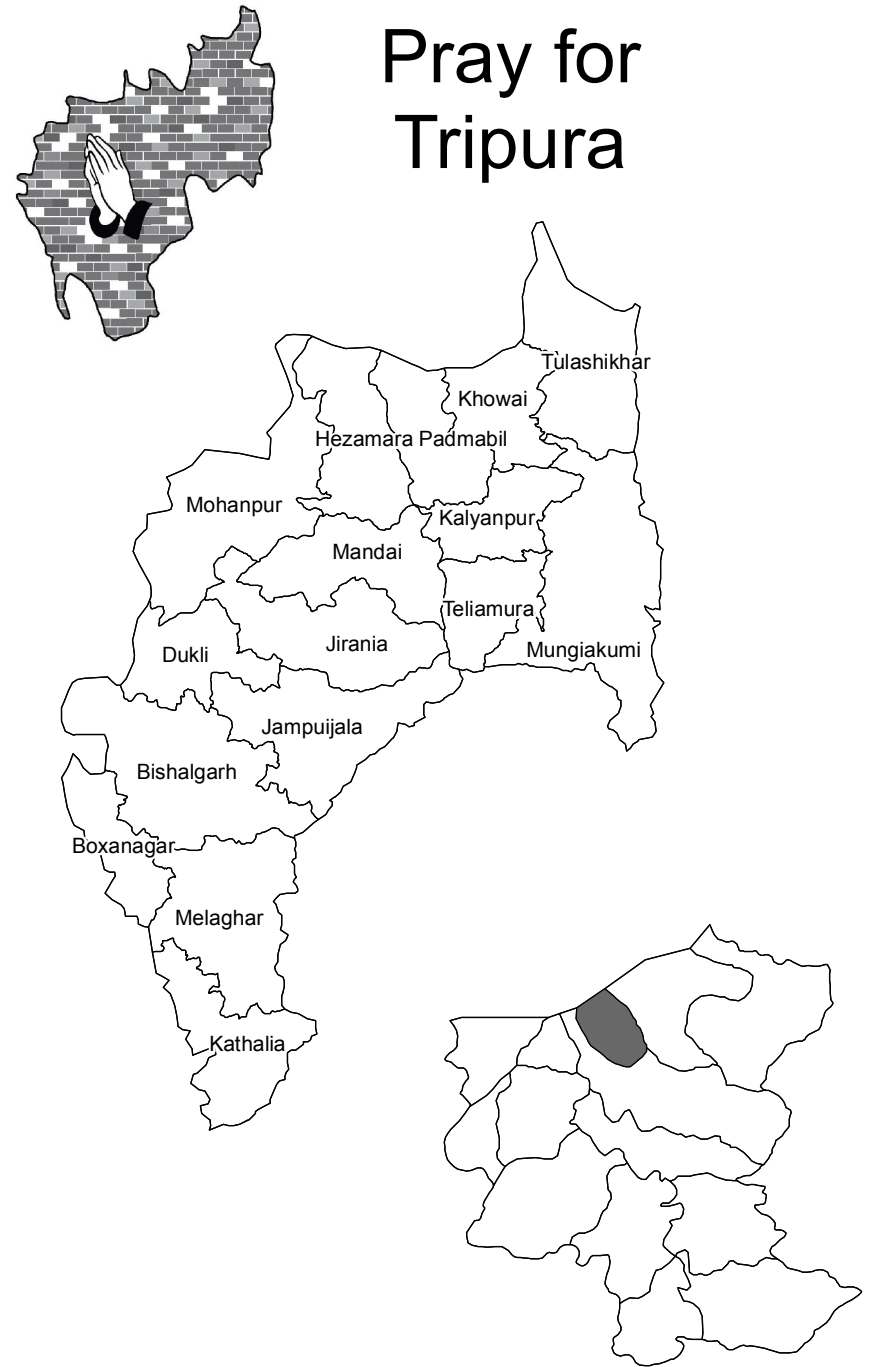 Pray for
Tripura
Tulashikhar
Khowai
Hezamara
Padmabil
Mohanpur
Kalyanpur
Mandai
Teliamura
Jirania
Mungiakumi
Dukli
Jampuijala
Bishalgarh
Boxanagar
Melaghar
Kathalia